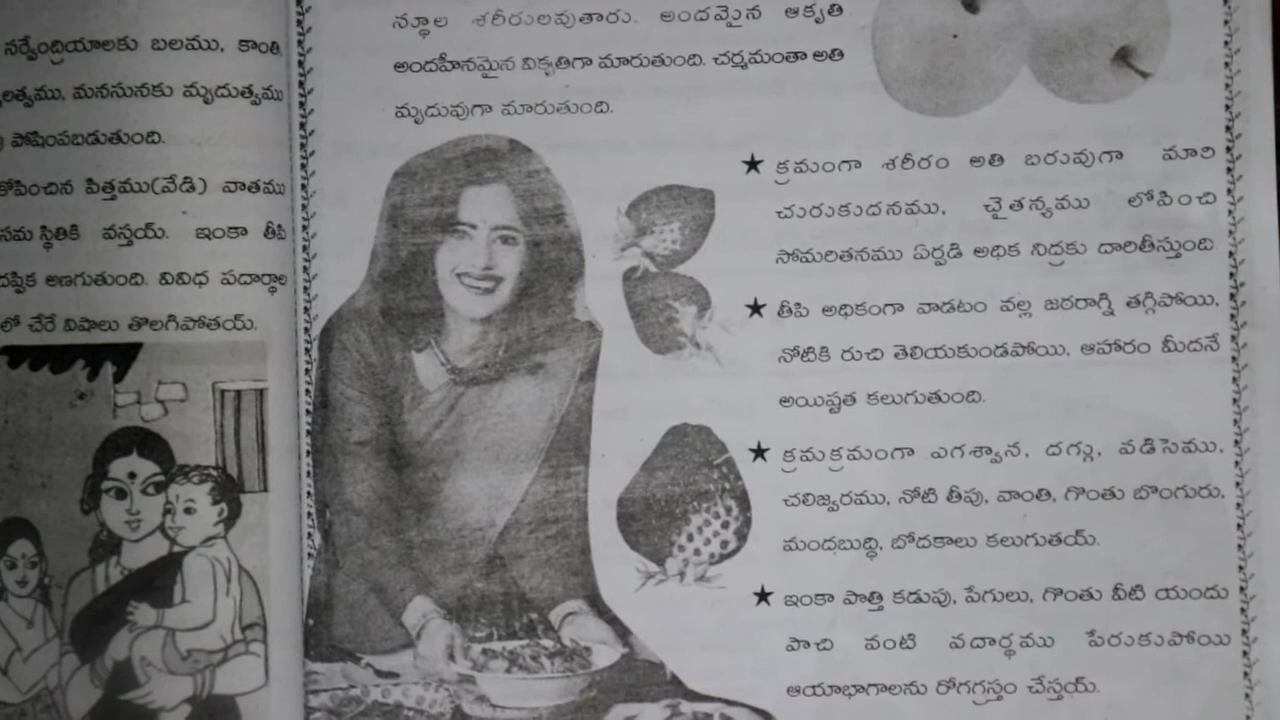 సర్వేంద్రియాలకు బలము, కాంతి
మనసునకు మృదుత్వము
పోషింపబడుతుంది.
పిత్తము(వేడి) వాతము
సమ స్థితికి వస్తయ్. ఇంకా తీపి
దప్పిక అణగుతుంది. వివిధ పదార్థాల
లో చేరే విషాలు తొలగిపోతయ్.
స్థూల శరీరులవుతారు. అందమైన ఆకృతి
అందహీనమైన వికృతిగా మారుతుంది. చర్మమంతా అతి
మృదువుగా మారుతుంది.
★ క్రమంగా శరీరం అతి బరువుగా మారి
చురుకుదనము, చైతన్యము లోపించి
సోమరితనము ఏర్పడి అధిక నిద్రకు దారితీస్తుంది
★ తీపి అధికంగా వాడటం వల్ల జఠరాగ్ని తగ్గిపోయి,
నోటికి రుచి తెలియకుండపోయి, ఆహారం మీదనే
అయిష్టత కలుగుతుంది.
★ క్రమక్రమంగా ఎగశ్వాస, దగ్గు, పడిసెము,
చలిజ్వరము, నోటి తీపు, వాంతి, గొంతు బొంగురు,
మందబుద్ధి, బోదకాలు కలుగుతయ్.
★ ఇంకా పొత్తి కడుపు, పేగులు, గొంతు వీటి యందు
పాచి వంటి పదార్థము పేరుకుపోయి
ఆయాభాగాలను రోగగ్రస్తం చేస్తయ్.